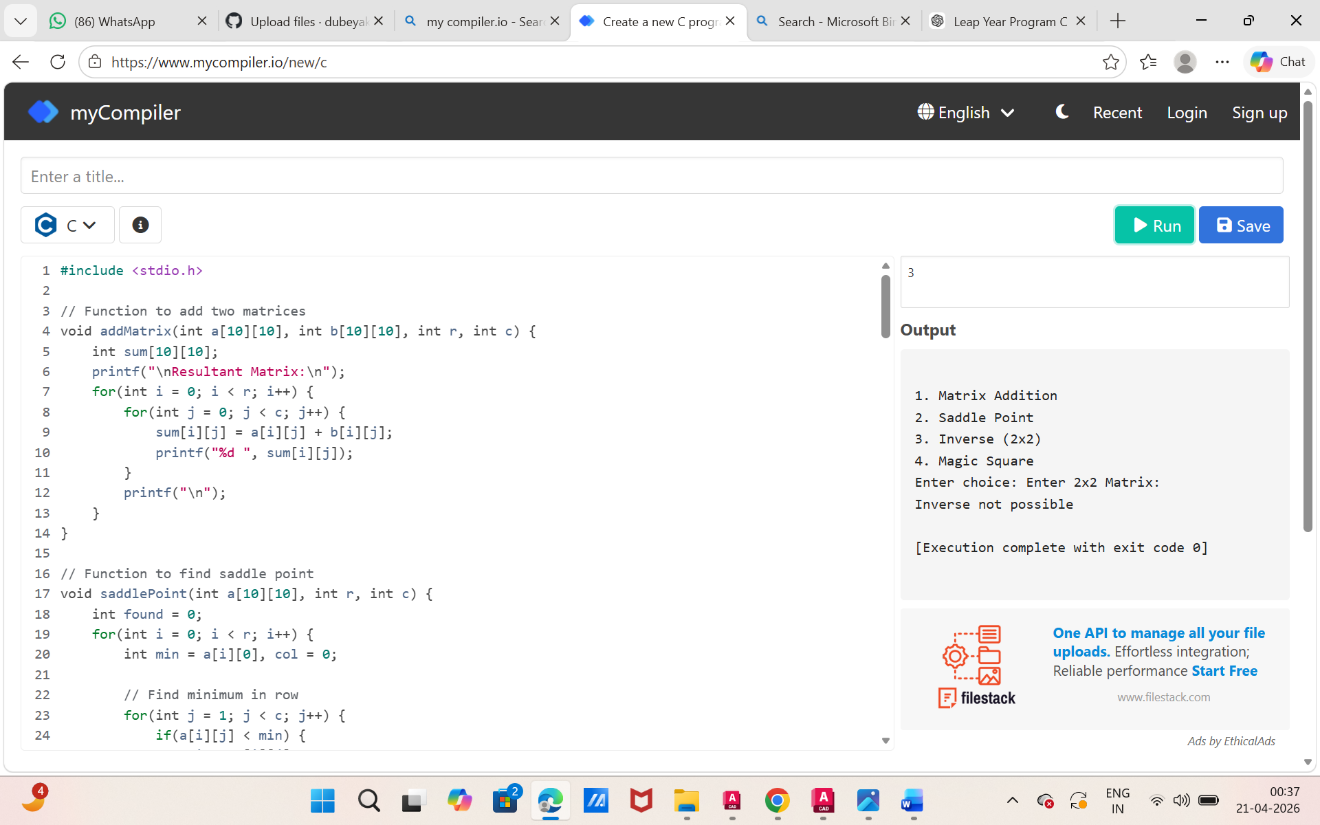 (86) WhatsApp
Upload files · dubeyak
my compiler.io - Sear
Create a new C progr
Search - Microsoft Bin
Leap Year Program C
https://www.mycompiler.io/new/c
Chat
myCompiler
English
Recent
Login
Sign up
Enter a title...
C
Run
Save
1 #include <stdio.h>
2
3 // Function to add two matrices
4 void addMatrix(int a[10][10], int b[10][10], int r, int c) {
5     int sum[10][10];
6     printf("\nResultant Matrix:\n");
7     for(int i = 0; i < r; i++) {
8         for(int j = 0; j < c; j++) {
9             sum[i][j] = a[i][j] + b[i][j];
10             printf("%d ", sum[i][j]);
11         }
12         printf("\n");
13     }
14 }
15
16 // Function to find saddle point
17 void saddlePoint(int a[10][10], int r, int c) {
18     int found = 0;
19     for(int i = 0; i < r; i++) {
20         int min = a[i][0], col = 0;
21
22         // Find minimum in row
23         for(int j = 1; j < c; j++) {
24             if(a[i][j] < min) {
3
Output
1. Matrix Addition
2. Saddle Point
3. Inverse (2x2)
4. Magic Square
Enter choice: Enter 2x2 Matrix:
Inverse not possible
[Execution complete with exit code 0]
filestack
One API to manage all your file
uploads. Effortless integration;
Reliable performance Start Free
www.filestack.com
Ads by EthicalAds
4
2
A
CAD
A
CAD
W
ENG
IN
00:37
21-04-2026